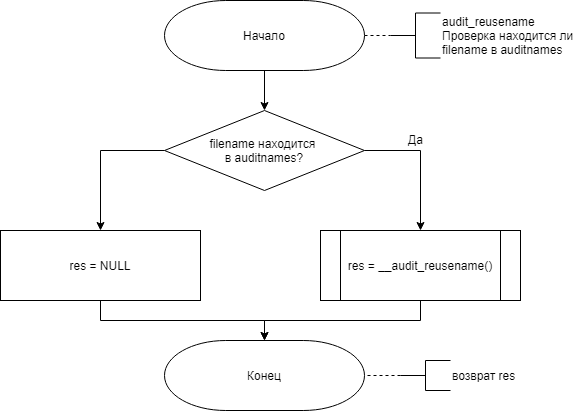 Начало
audit_reusename
Проверка находится ли
filename в auditnames
filename находится
в auditnames?
Да
res = NULL
res = __audit_reusename()
Конец
возврат res